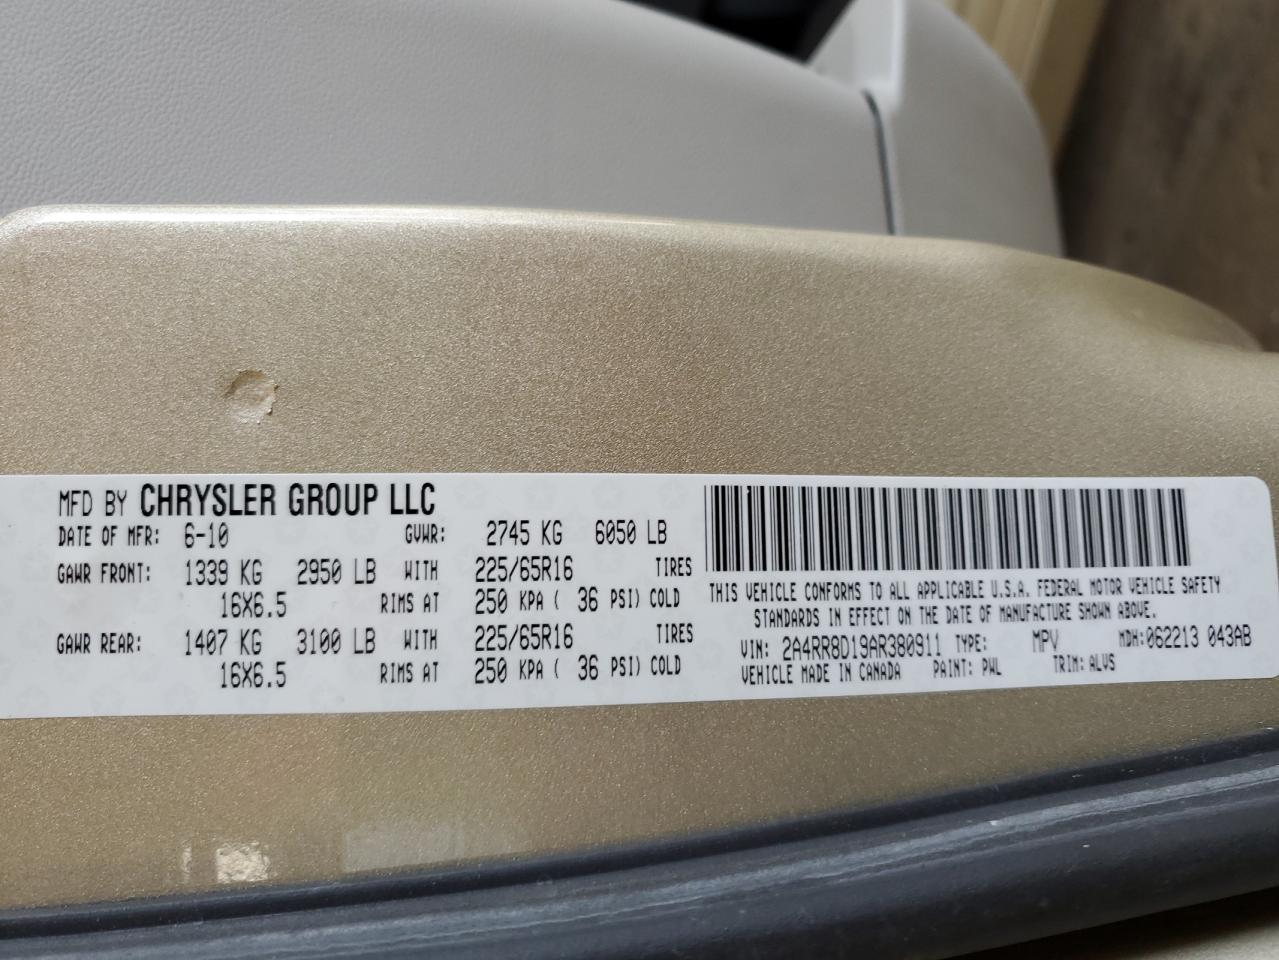 MFD BY CHRYSLER GROUP LLC
DATE OF MFR: 6-10 GVWR: 2745 KG 6050 LB
GAWR FRONT: 1339 KG 2950 LB WITH 225/65R16 TIRES
16X6.5 RIMS AT 250 KPA ( 36 PSI) COLD
GAWR REAR: 1407 KG 3100 LB WITH 225/65R16 TIRES
16X6.5 RIMS AT 250 KPA ( 36 PSI) COLD
THIS VEHICLE CONFORMS TO ALL APPLICABLE U.S.A. FEDERAL MOTOR VEHICLE SAFETY
STANDARDS IN EFFECT ON THE DATE OF MANUFACTURE SHOWN ABOVE.
VIN: 2A4RR8D19AR380911 TYPE: MPV MDH:062213 043AB
VEHICLE MADE IN CANADA PAINT: PWL TRIM: ALVS